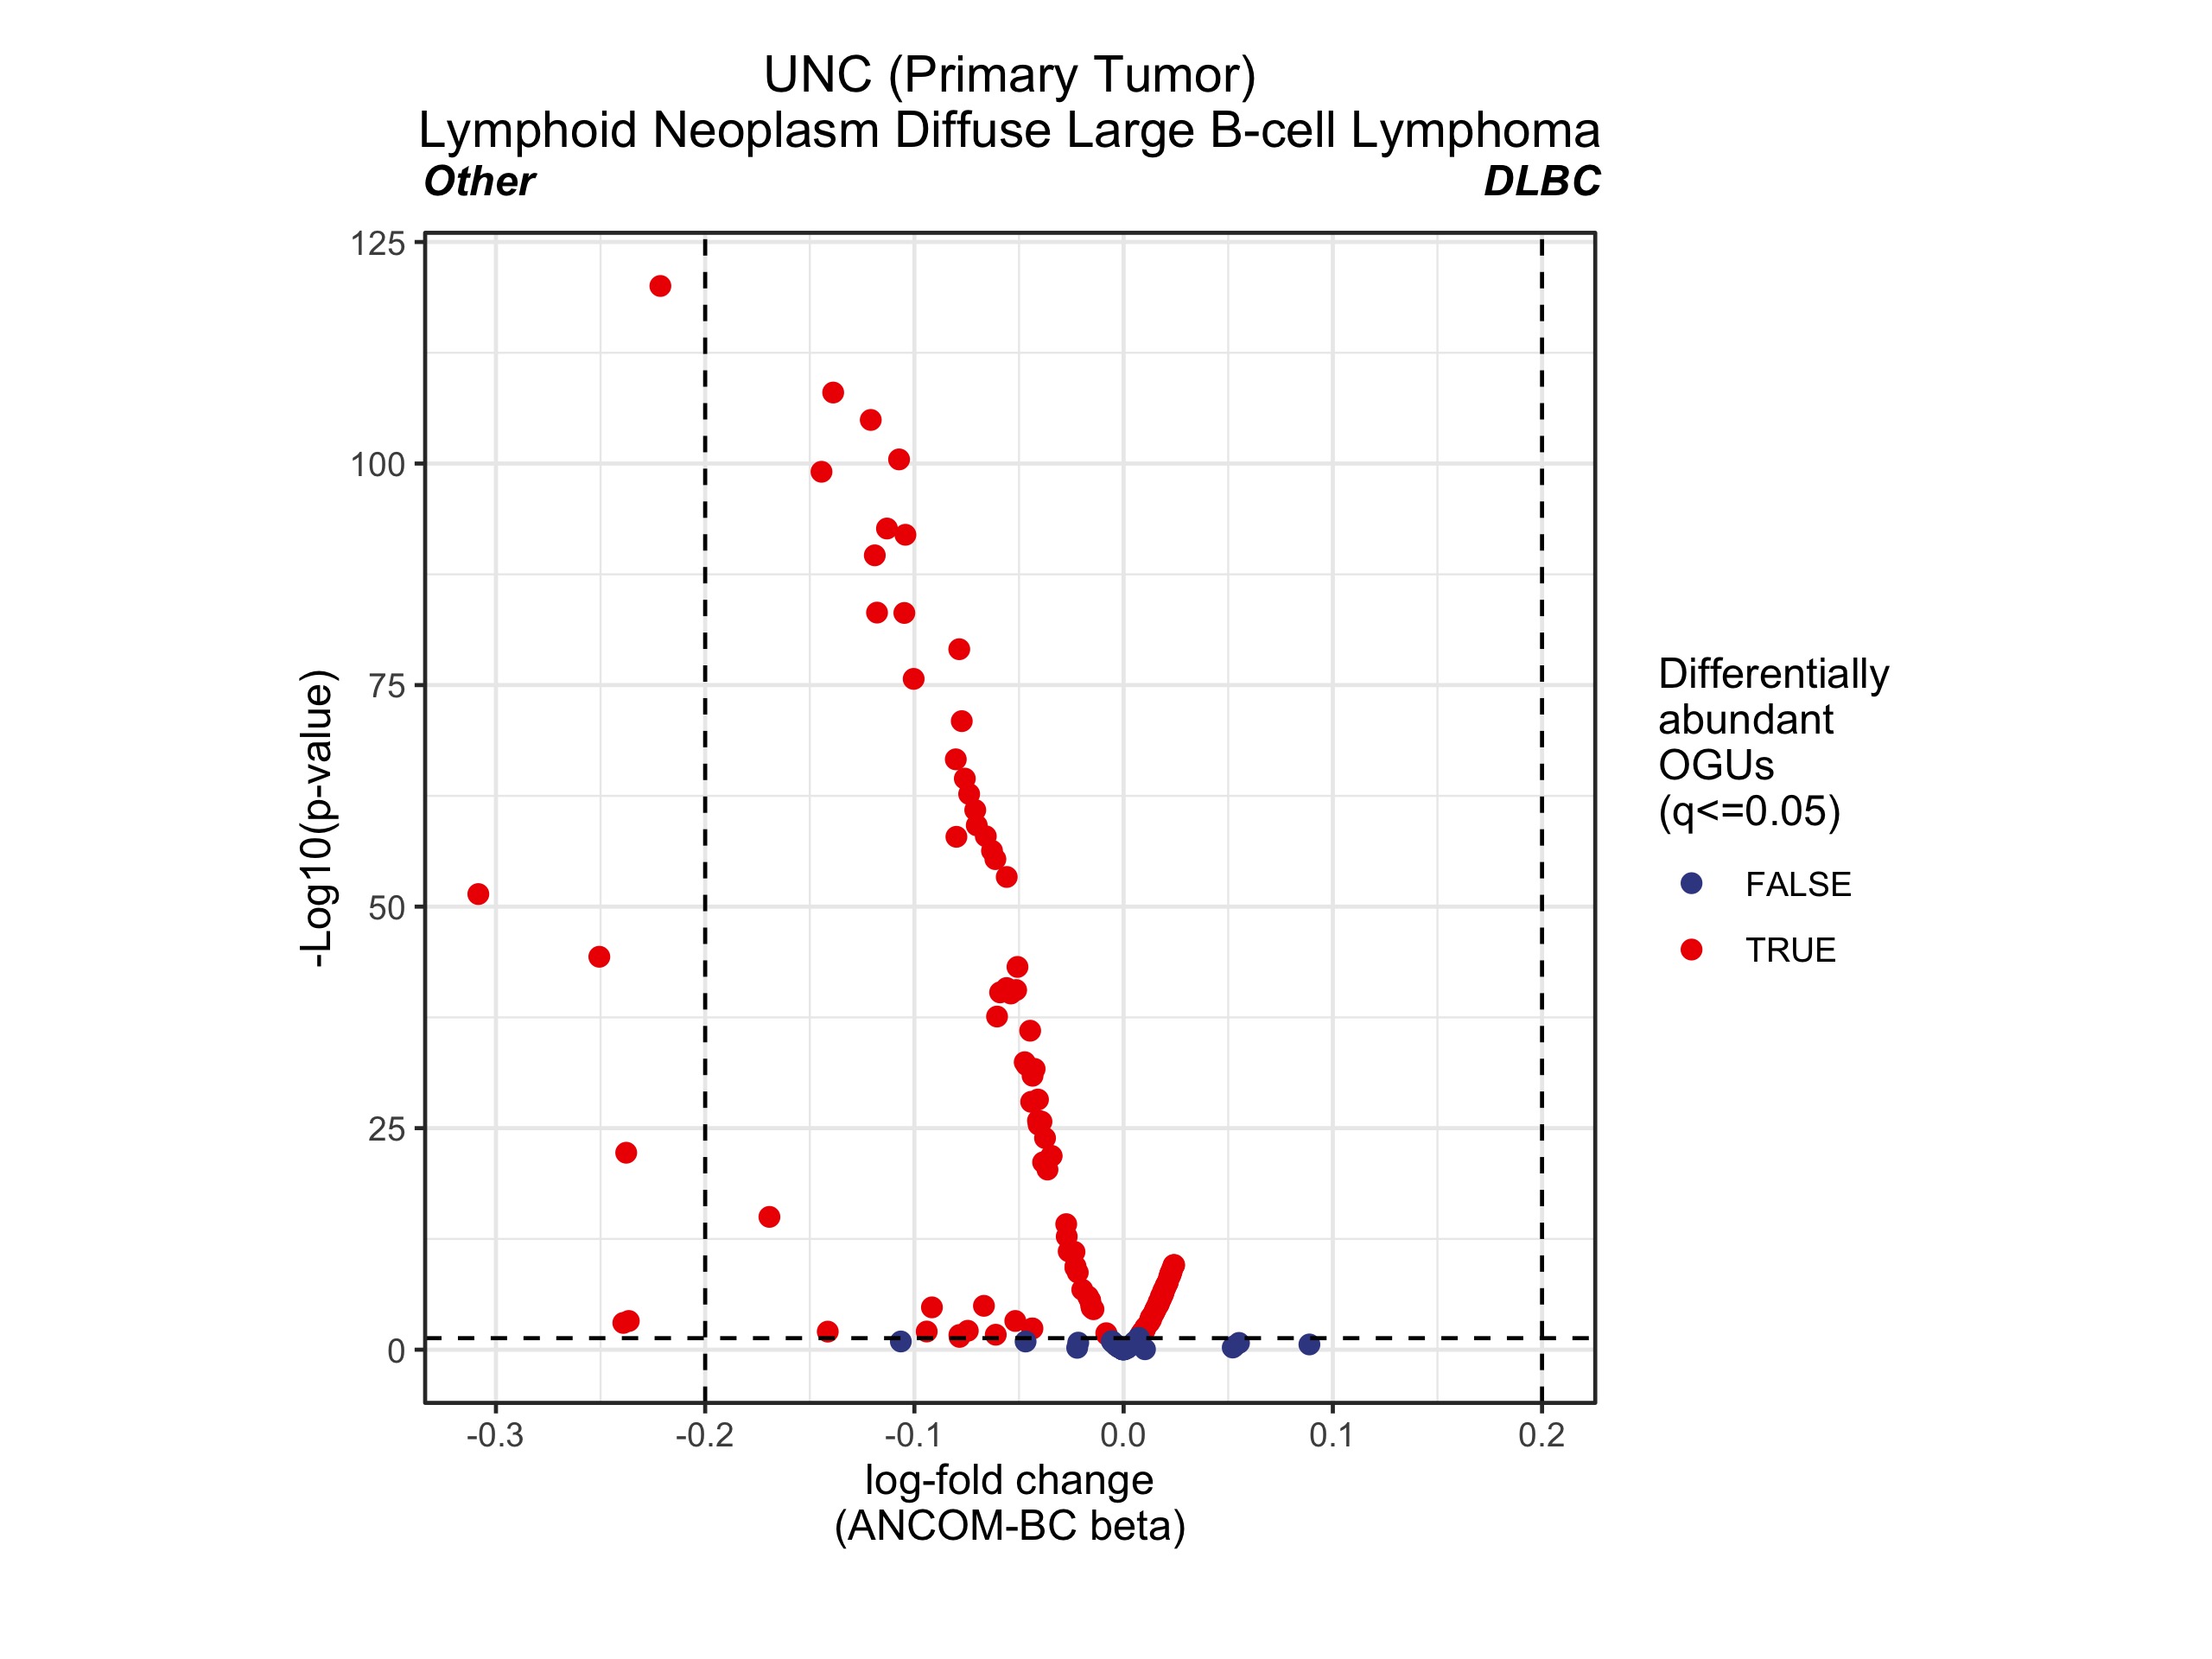 UNC (Primary Tumor)
Lymphoid Neoplasm Diffuse Large B-cell Lymphoma
Other DLBC
125
100
75
50
25
0
-Log10(p-value)
-0.3 -0.2 -0.1 0.0 0.1 0.2
log-fold change
(ANCOM-BC beta)
Differentially
abundant
OGUs
(q<=0.05)
FALSE
TRUE